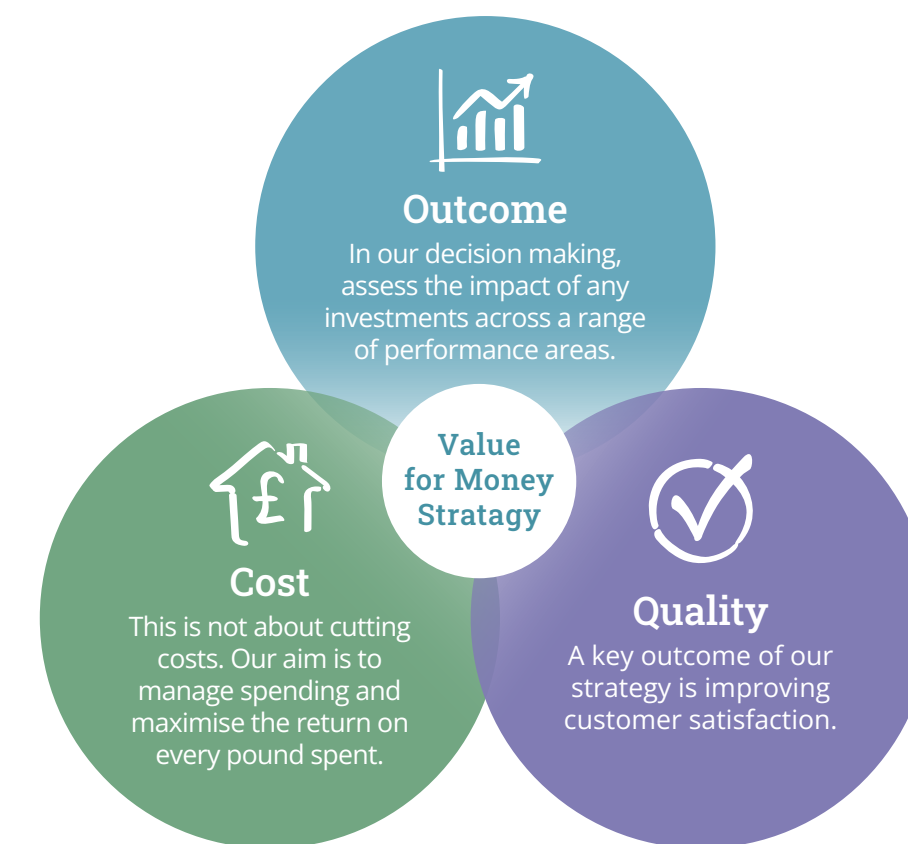 Outcome
In our decision making,
assess the impact of any
investments across a range
of performance areas.
Value
for Money
Stratagy
£
Cost
This is not about cutting
costs. Our aim is to
manage spending and
maximise the return on
every pound spent.
Quality
A key outcome of our
strategy is improving
customer satisfaction.